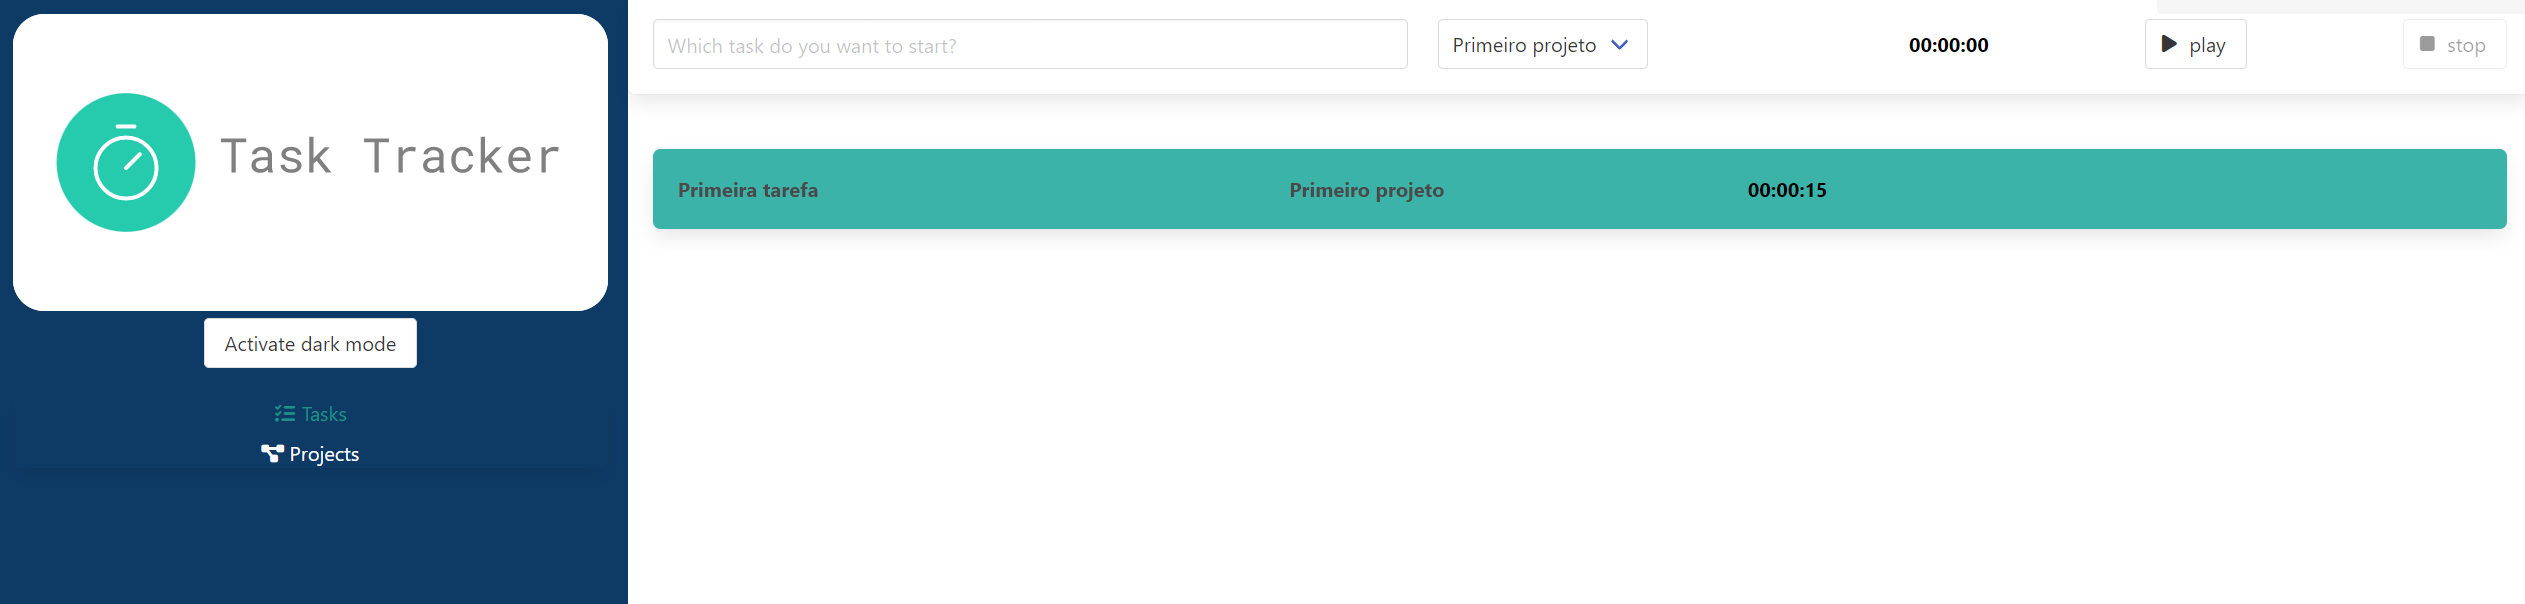 Task Tracker
Activate dark mode
Tasks
Projects
Which task do you want to start? Primeiro projeto 00:00:00 play stop
Primeira tarefa Primeiro projeto 00:00:15